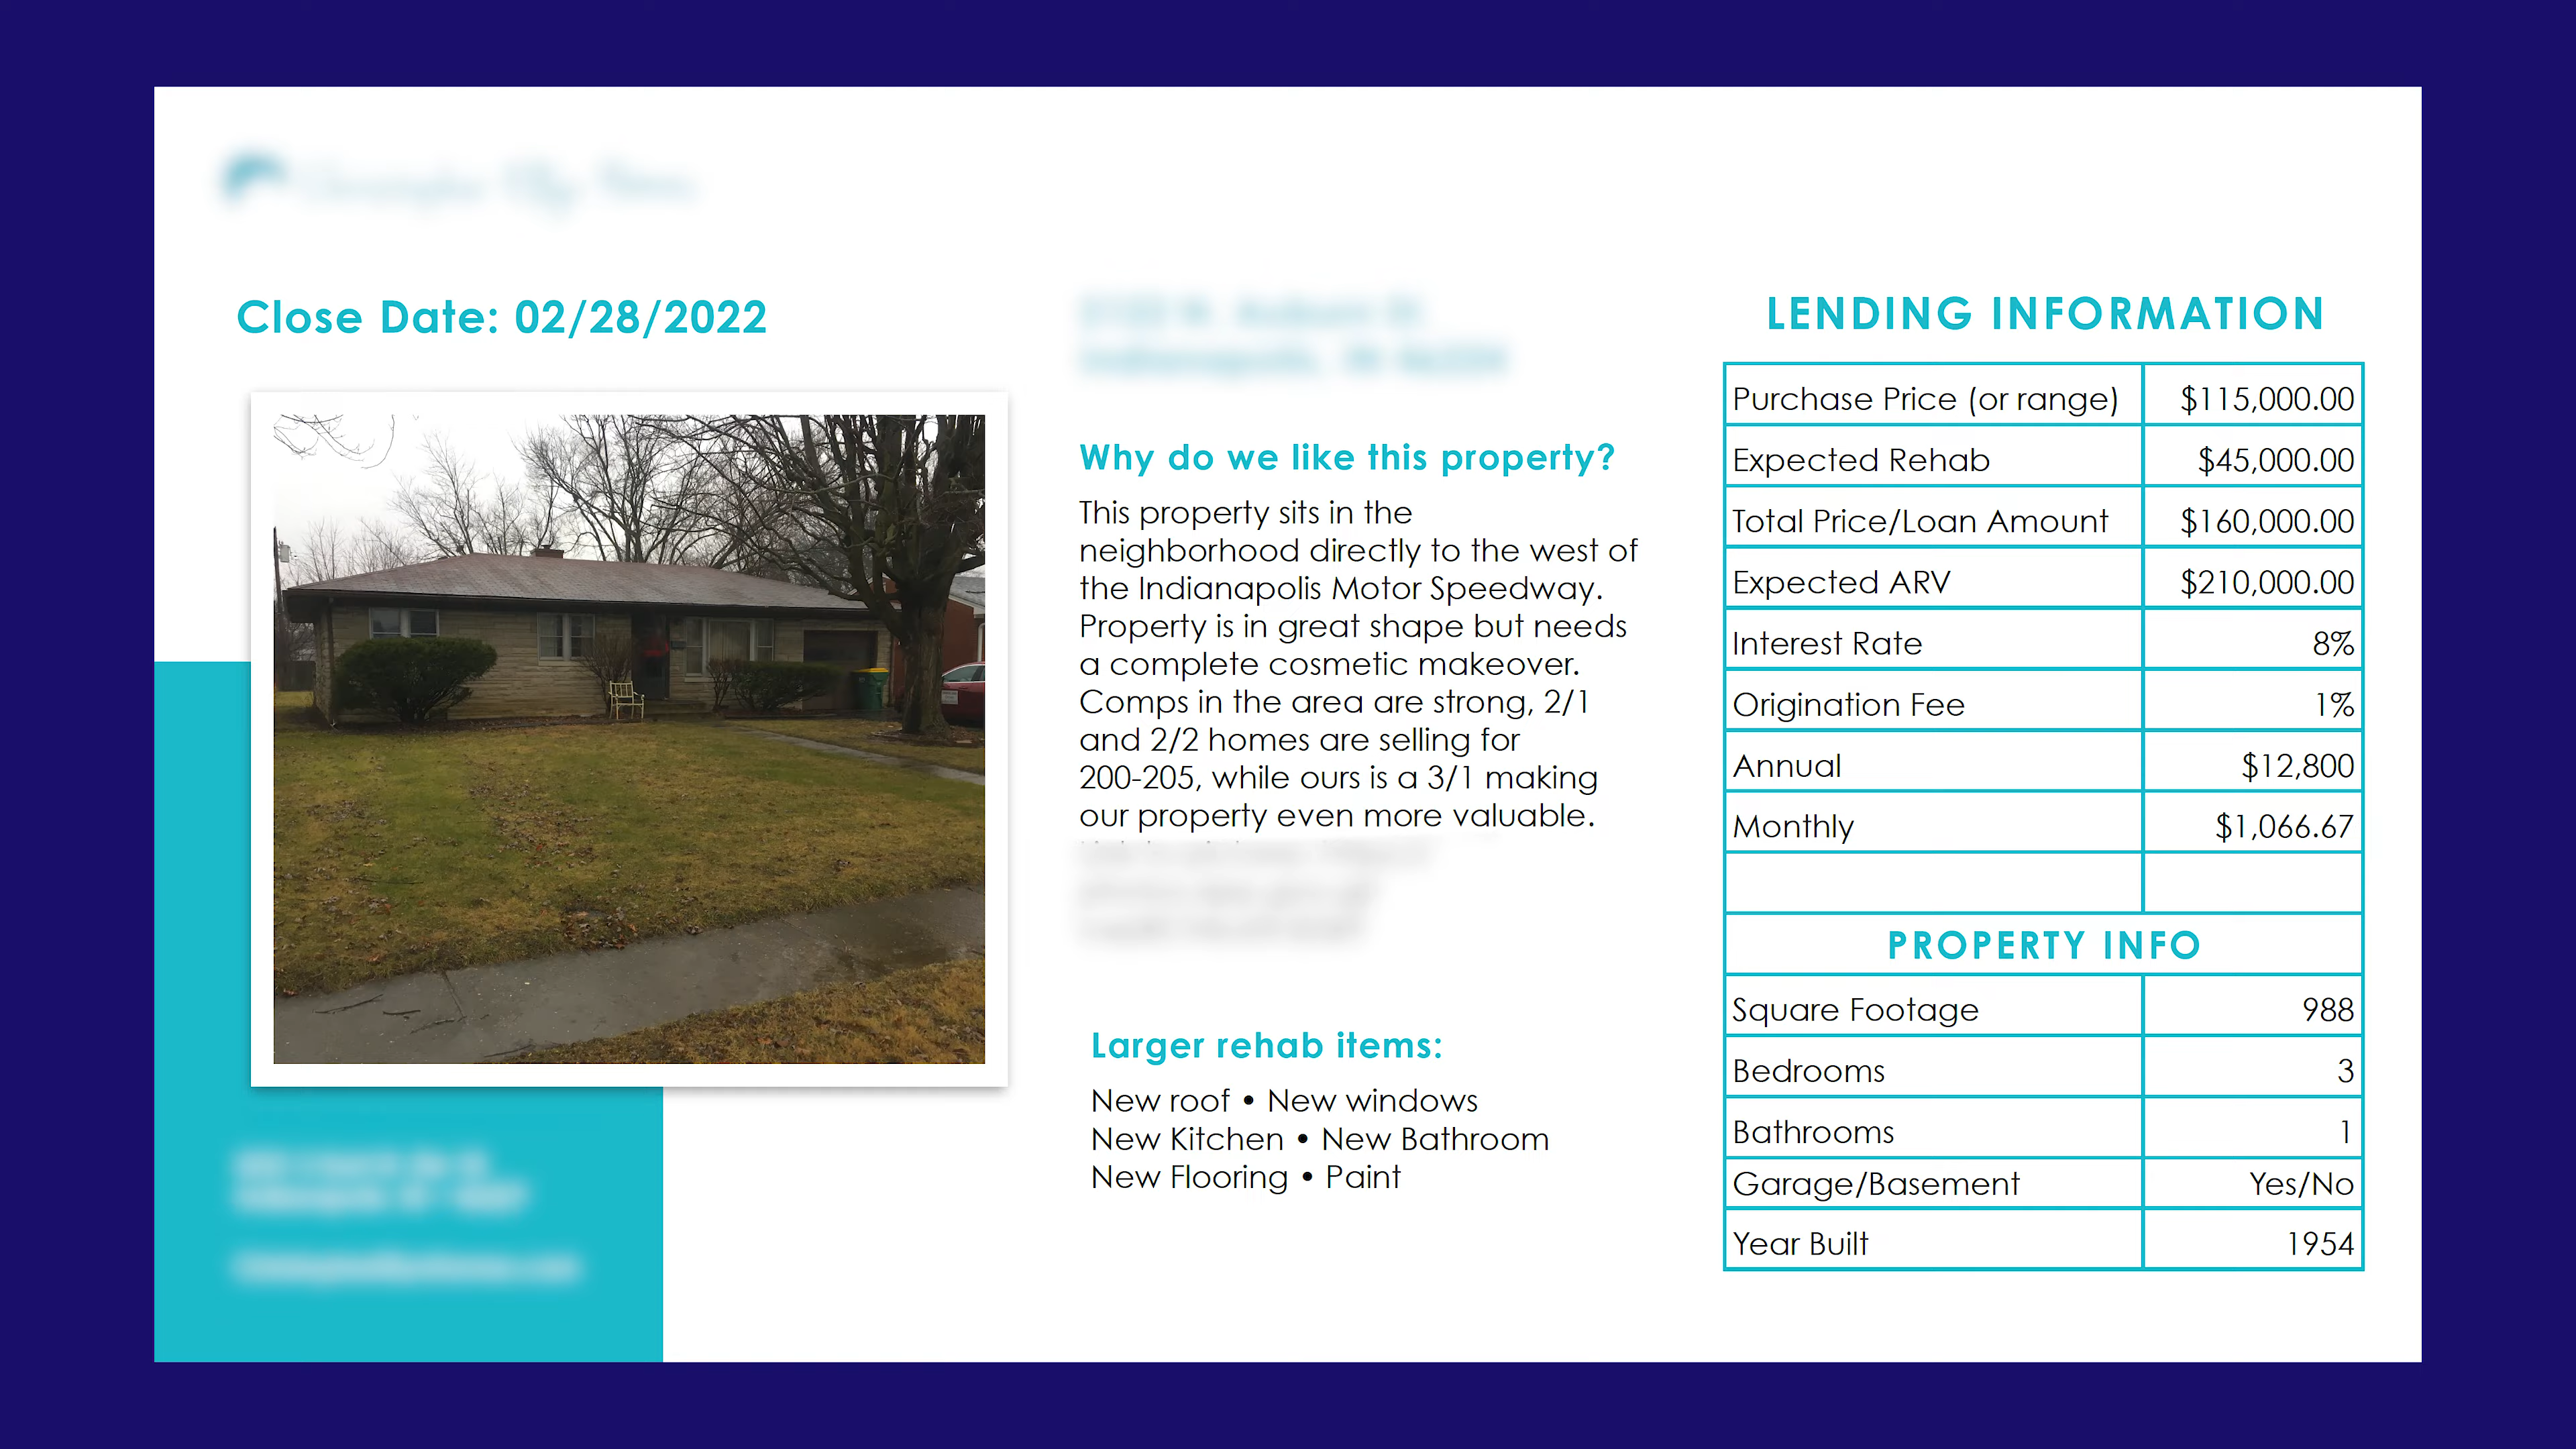 Close Date: 02/28/2022
Why do we like this property?
This property sits in the
neighborhood directly to the west of
the Indianapolis Motor Speedway.
Property is in great shape but needs
a complete cosmetic makeover.
Comps in the area are strong, 2/1
and 2/2 homes are selling for
200-205, while ours is a 3/1 making
our property even more valuable.
Larger rehab items:
New roof • New windows
New Kitchen • New Bathroom
New Flooring • Paint
LENDING INFORMATION
Purchase Price (or range) $115,000.00
Expected Rehab $45,000.00
Total Price/Loan Amount $160,000.00
Expected ARV $210,000.00
Interest Rate 8%
Origination Fee 1%
Annual $12,800
Monthly $1,066.67
PROPERTY INFO
Square Footage 988
Bedrooms 3
Bathrooms 1
Garage/Basement Yes/No
Year Built 1954